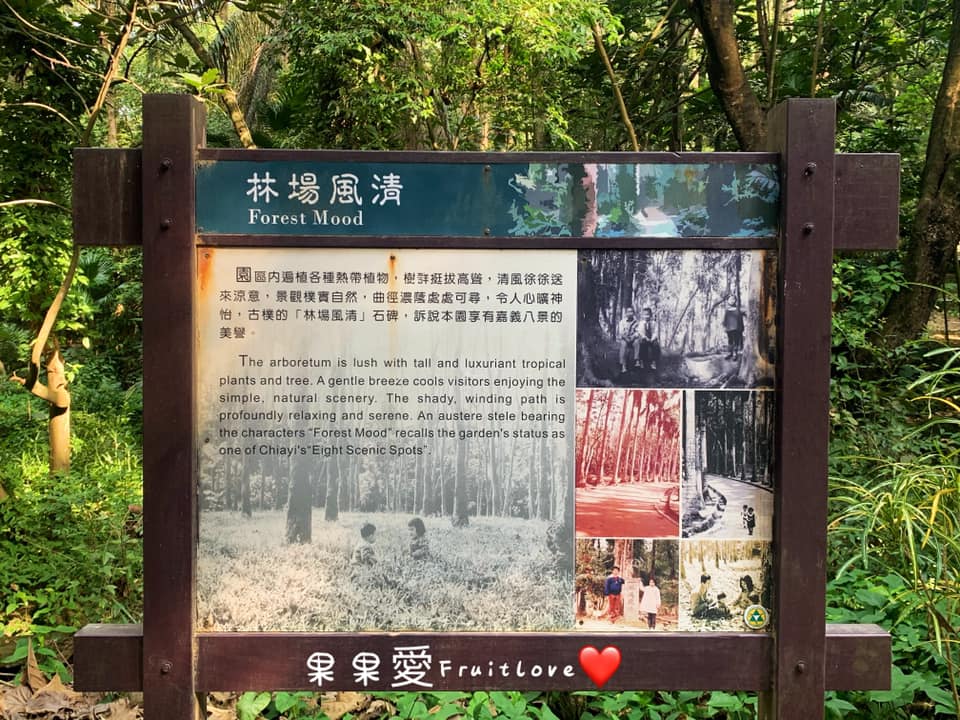 林場風清
Forest Mood
園區内遍植各種熱帶植物，樹群挺拔高聳，清風徐徐送
來涼意，景觀樸實自然，曲徑濃蔭處處可尋，令人心曠神
怡，古樸的「林場風清」石碑，訴說本園享有嘉義八景的
美譽。
The arboretum is lush with tall and luxuriant tropical
plants and tree. A gentle breeze cools visitors enjoying the
simple, natural scenery. The shady, winding path is
profoundly relaxing and serene. An austere stele bearing
the characters “Forest Mood” recalls the garden's status as
one of Chiayi's“Eight Scenic Spots”.
果果愛Fruitlove❤